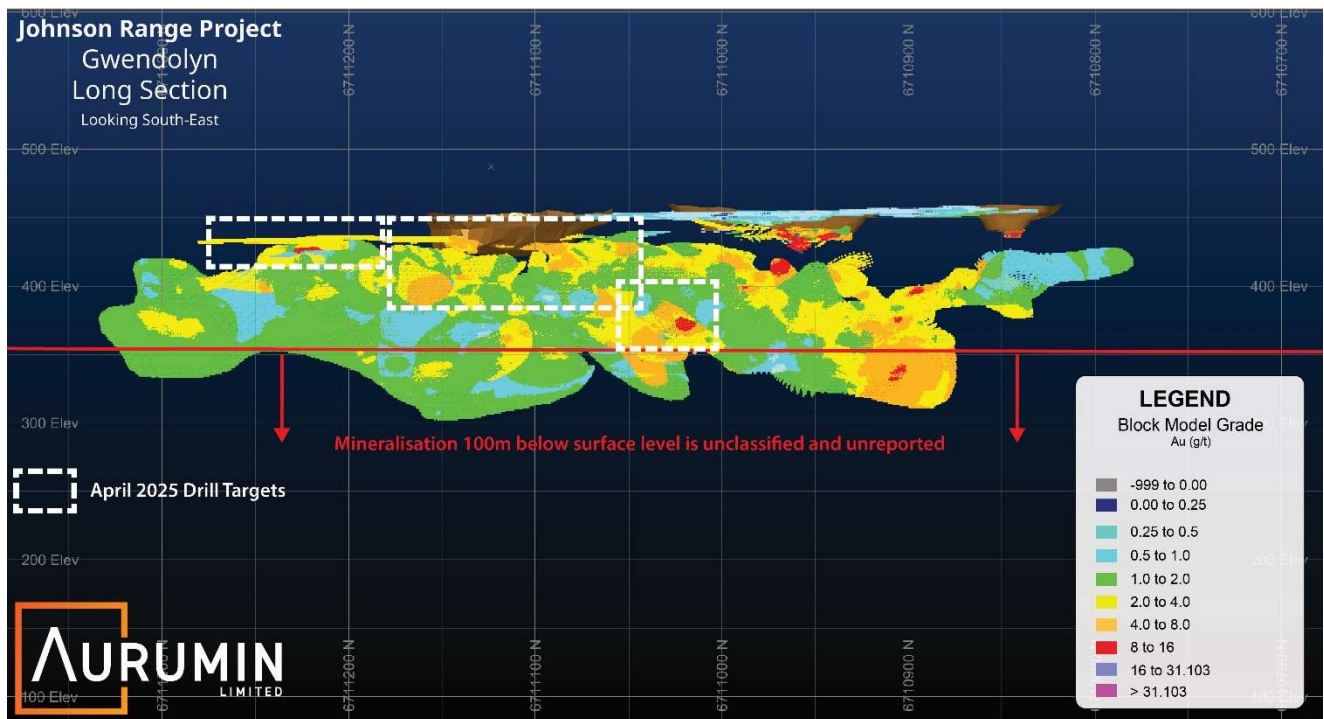 600 Elev
600 Elev
Johnson Range Project
Gwendolyn
Long Section
Looking South-East
6711200 N
6711100 N
6711000 N
6710900 N
6710800 N
6710700 N
500 Elev
500 Elev
400 Elev
400 Elev
300 Elev
Mineralisation 100m below surface level is unclassified and unreported
April 2025 Drill Targets
LEGEND
Block Model Grade
Au (g/t)
-999 to 0.00
0.00 to 0.25
0.25 to 0.5
0.5 to 1.0
1.0 to 2.0
2.0 to 4.0
4.0 to 8.0
8 to 16
16 to 31.103
> 31.103
200 Elev
AURUMIN
LIMITED
6711200 N
6711100 N
6711000 N
6710900 N
100 Elev